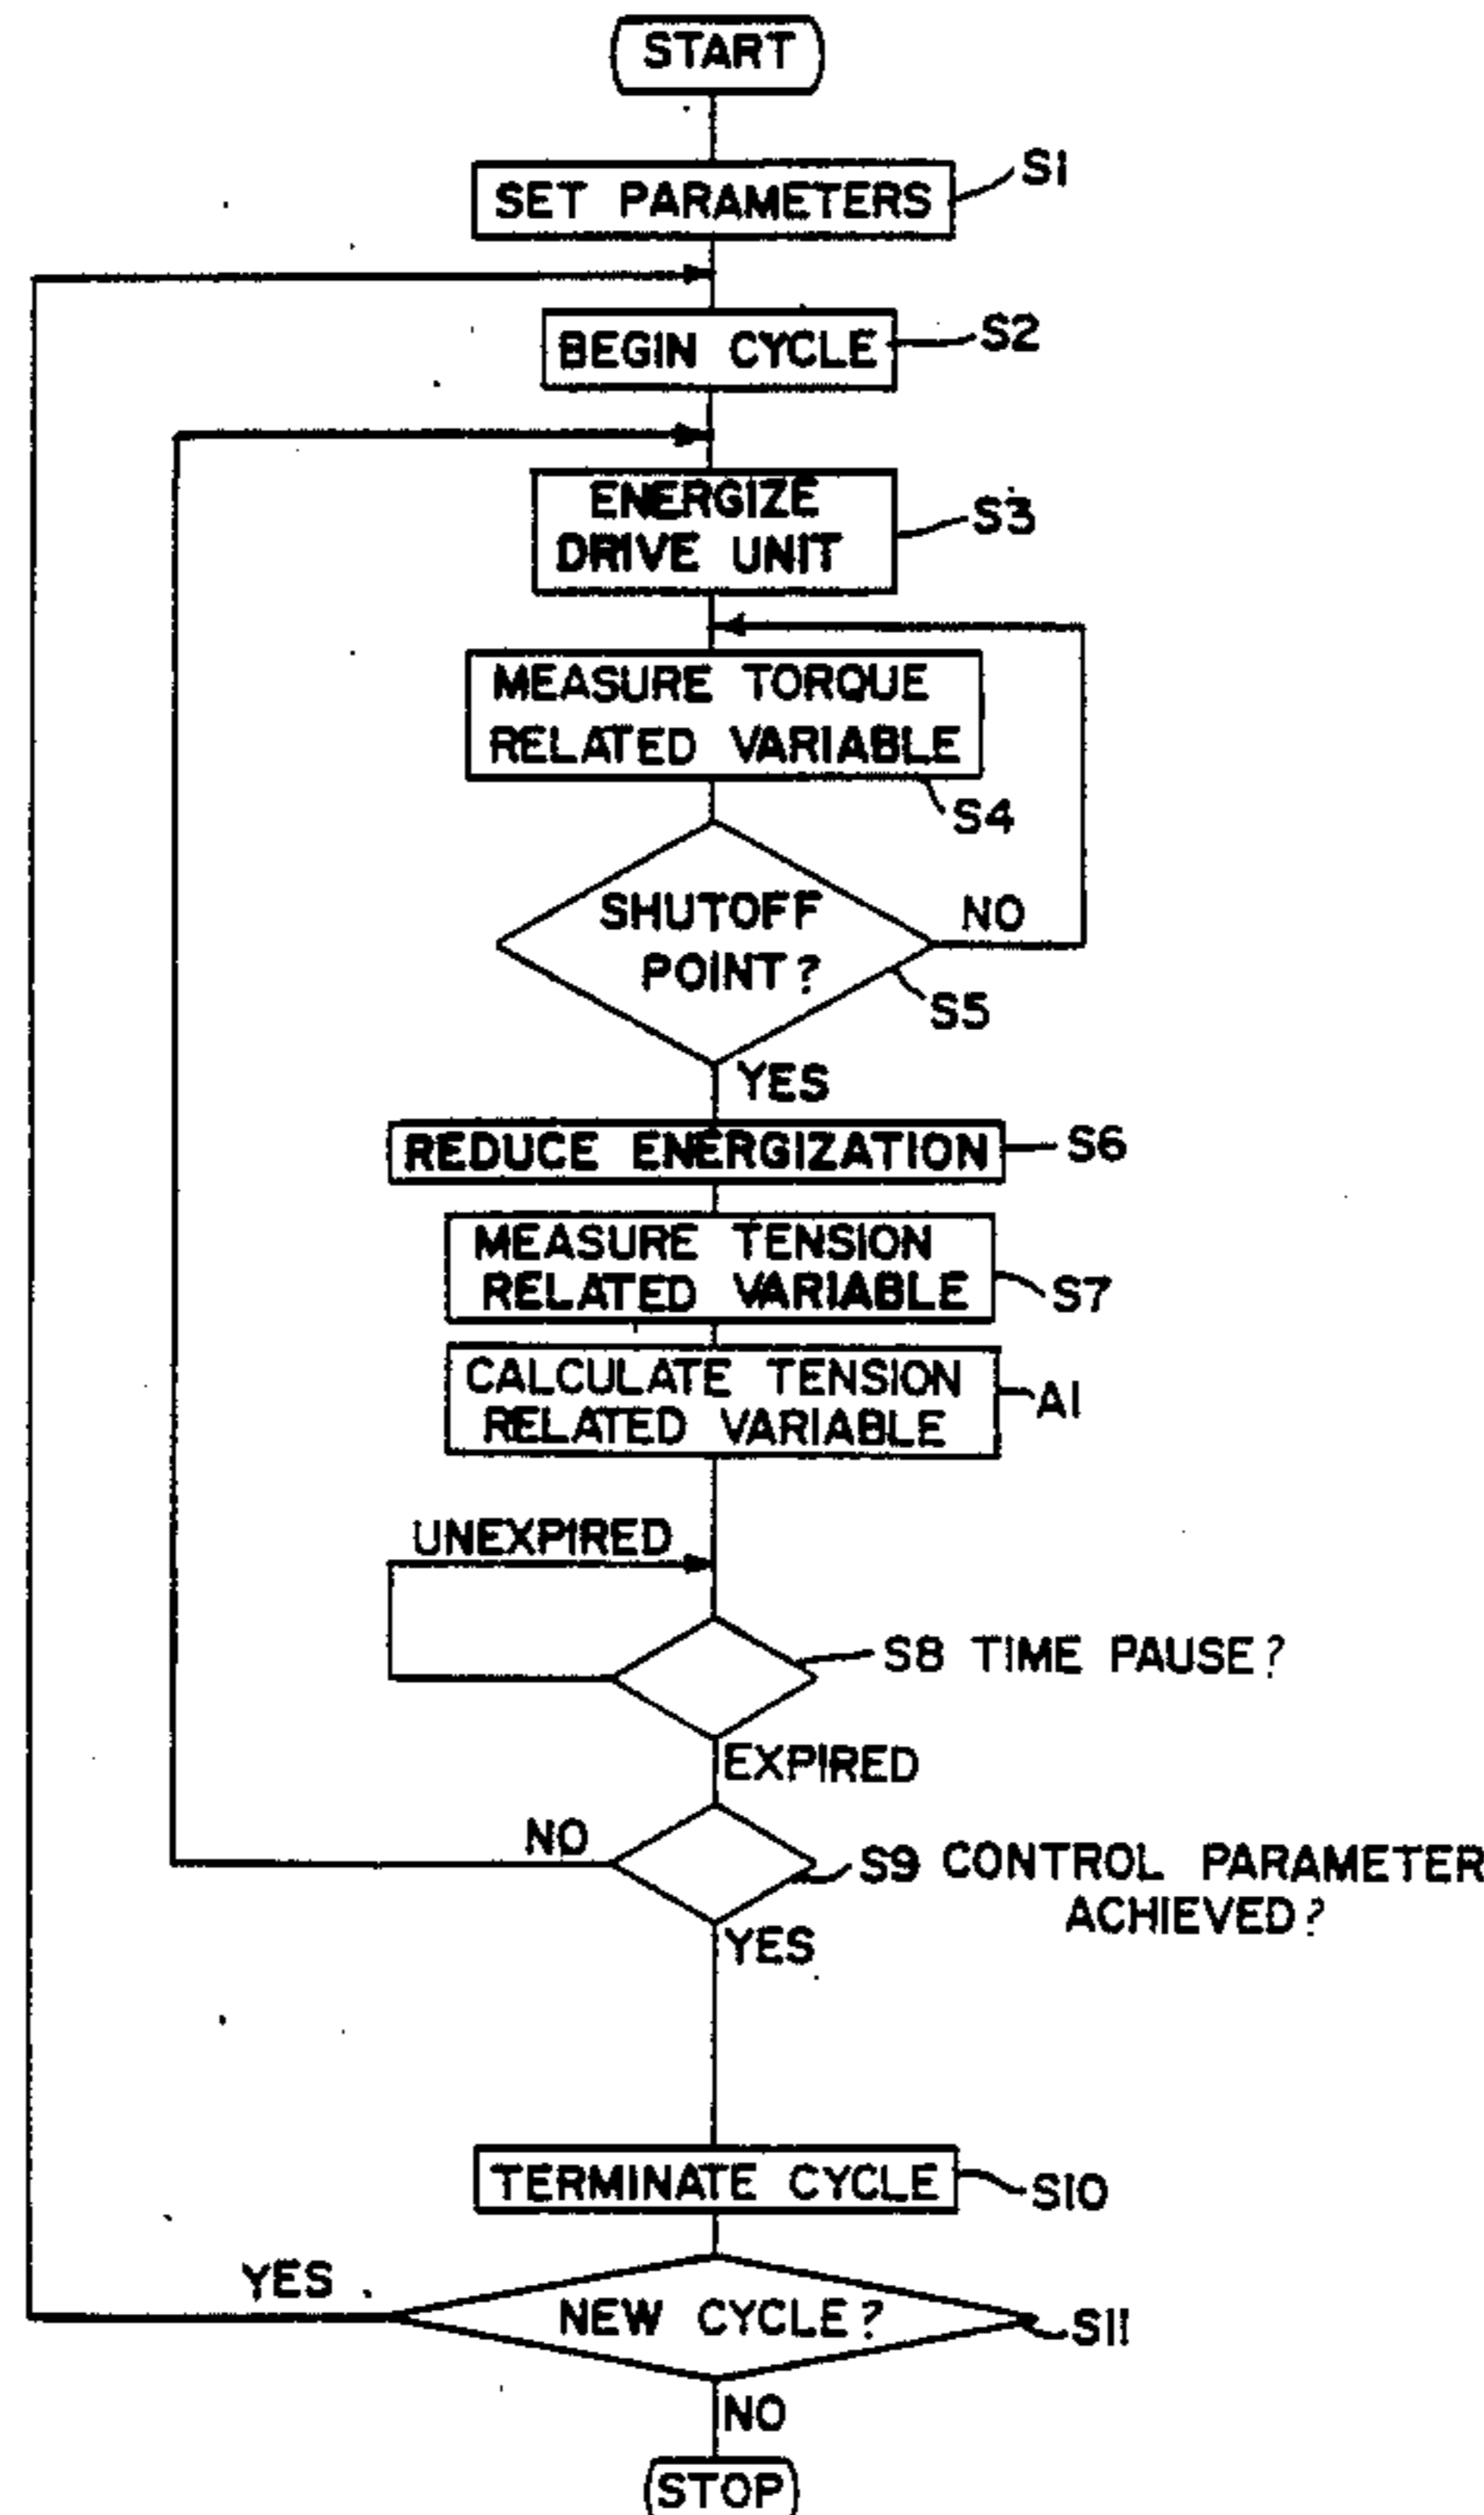 START
SET PARAMETERS
S1
BEGIN CYCLE
S2
ENERGIZE
DRIVE UNIT
S3
MEASURE TORQUE
RELATED VARIABLE
S4
SHUTOFF
POINT?
NO
S5
YES
REDUCE ENERGIZATION
S6
MEASURE TENSION
RELATED VARIABLE
S7
CALCULATE TENSION
RELATED VARIABLE
A1
UNEXPIRED
S8 TIME PAUSE?
EXPIRED
NO
S9 CONTROL PARAMETER
ACHIEVED?
YES
TERMINATE CYCLE
S10
YES
NEW CYCLE?
S11
NO
STOP